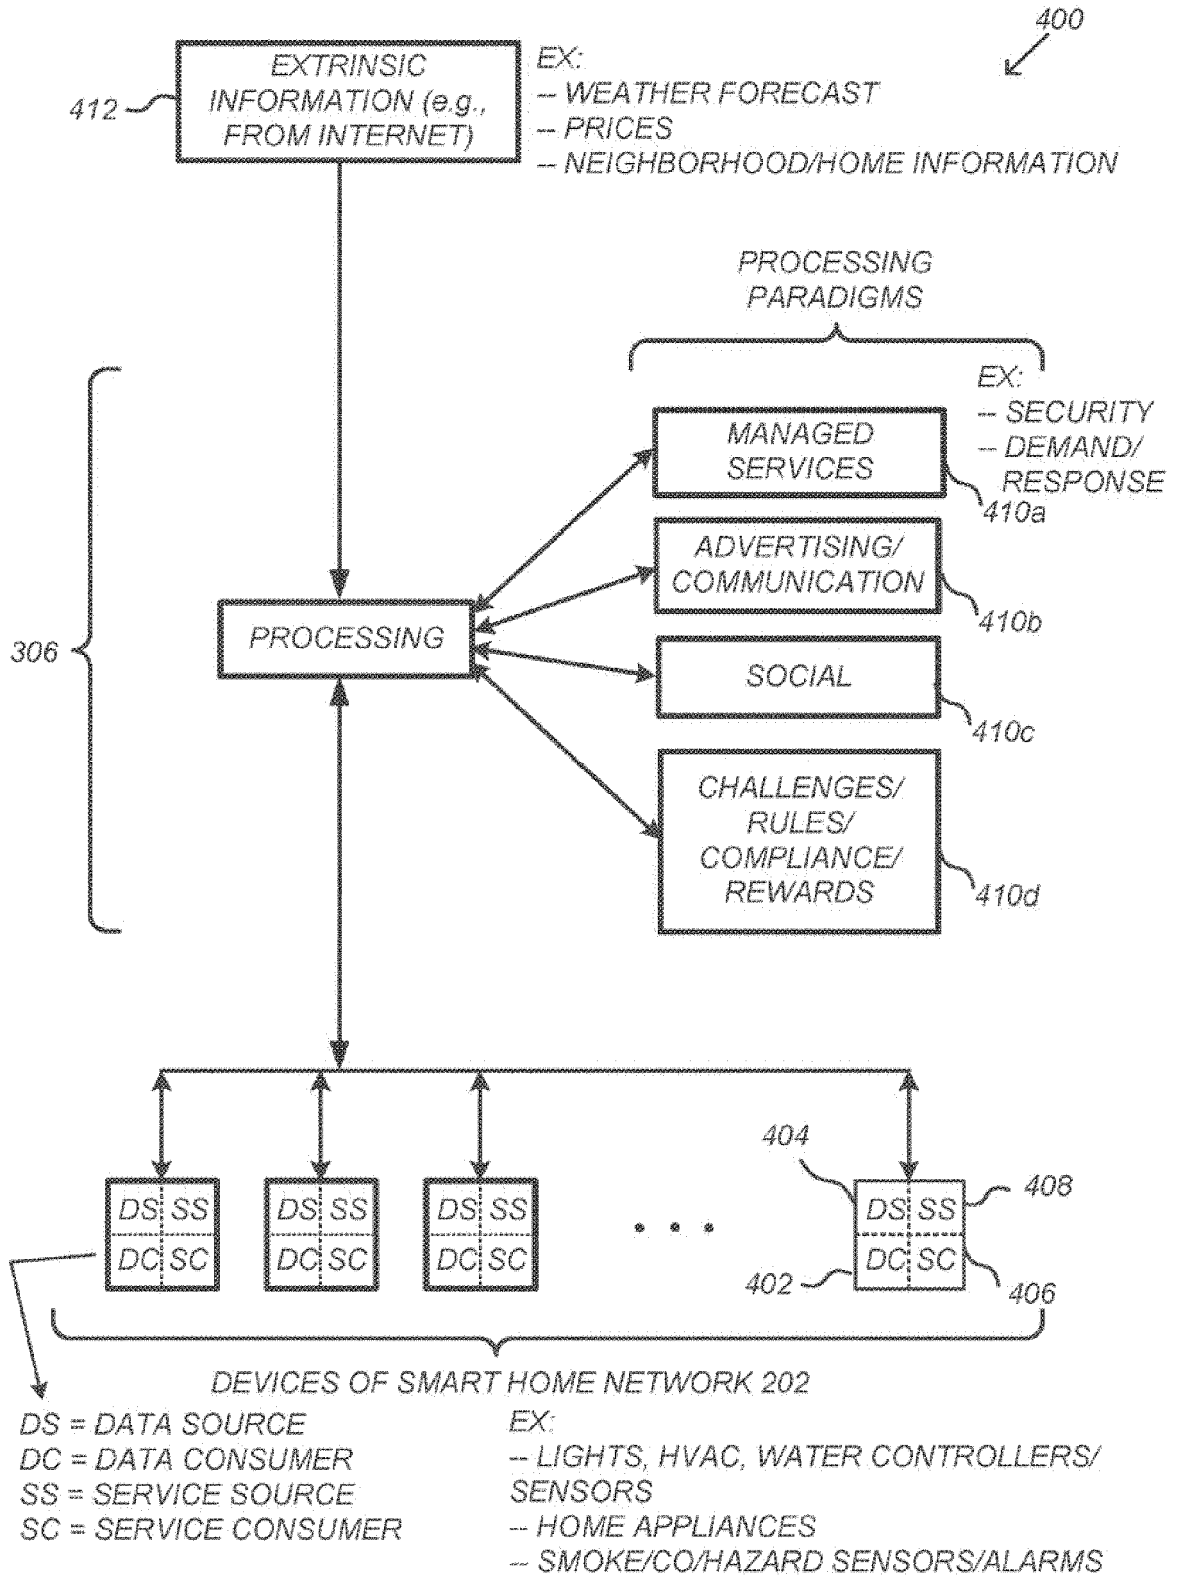 400
EXTRINSIC
INFORMATION (e.g.,
FROM INTERNET)
412
EX:
-- WEATHER FORECAST
-- PRICES
-- NEIGHBORHOOD/HOME INFORMATION
PROCESSING
PARADIGMS
EX:
-- SECURITY
-- DEMAND/
RESPONSE
MANAGED
SERVICES
410a
ADVERTISING/
COMMUNICATION
410b
PROCESSING
306
SOCIAL
410c
CHALLENGES/
RULES/
COMPLIANCE/
REWARDS
410d
404
408
DS SS
DC SC
DS SS
DC SC
DS SS
DC SC
. . .
DS SS
DC SC
402
406
DEVICES OF SMART HOME NETWORK 202
DS = DATA SOURCE
DC = DATA CONSUMER
SS = SERVICE SOURCE
SC = SERVICE CONSUMER
EX:
-- LIGHTS, HVAC, WATER CONTROLLERS/
SENSORS
-- HOME APPLIANCES
-- SMOKE/CO/HAZARD SENSORS/ALARMS